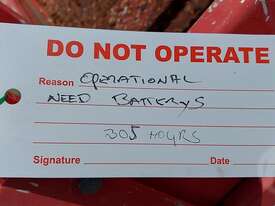 DO NOT OPERATE
Reason OPERATIONAL
NEED BATTERYS
305 HOURS
Signature Date